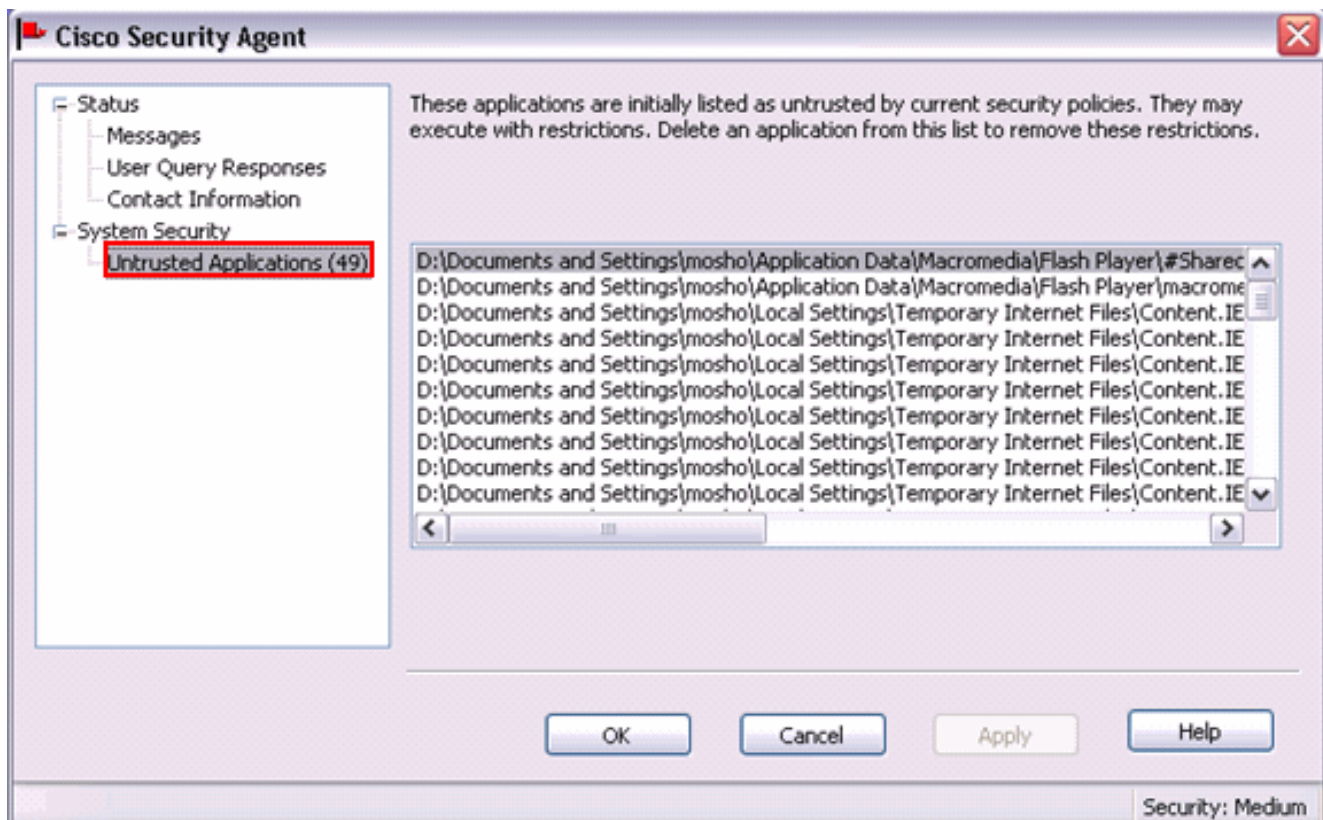 Cisco Security Agent
Status
Messages
User Query Responses
Contact Information
System Security
Untrusted Applications (49)
These applications are initially listed as untrusted by current security policies. They may
execute with restrictions. Delete an application from this list to remove these restrictions.
D:\Documents and Settings\mosho\Application Data\Macromedia\Flash Player\#Sharec
D:\Documents and Settings\mosho\Application Data\Macromedia\Flash Player\macrome
D:\Documents and Settings\mosho\Local Settings\Temporary Internet Files\Content.IE
D:\Documents and Settings\mosho\Local Settings\Temporary Internet Files\Content.IE
D:\Documents and Settings\mosho\Local Settings\Temporary Internet Files\Content.IE
D:\Documents and Settings\mosho\Local Settings\Temporary Internet Files\Content.IE
D:\Documents and Settings\mosho\Local Settings\Temporary Internet Files\Content.IE
D:\Documents and Settings\mosho\Local Settings\Temporary Internet Files\Content.IE
D:\Documents and Settings\mosho\Local Settings\Temporary Internet Files\Content.IE
D:\Documents and Settings\mosho\Local Settings\Temporary Internet Files\Content.IE
OK
Cancel
Apply
Help
Security: Medium